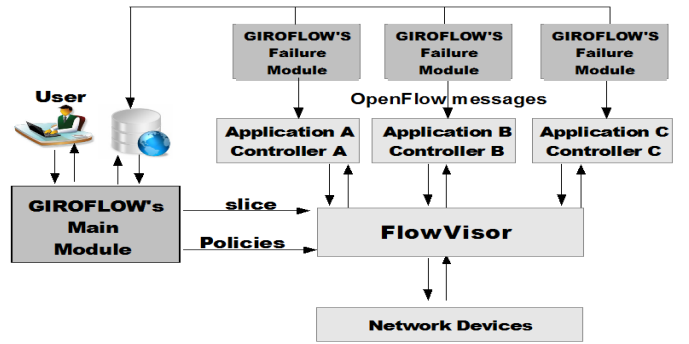 GIROFLOW'S
Failure
Module
GIROFLOW'S
Failure
Module
GIROFLOW'S
Failure
Module
User
OpenFlow messages
Application A
Controller A
Application B
Controller B
Application C
Controller C
GIROFLOW's
Main
Module
slice
Policies
FlowVisor
Network Devices